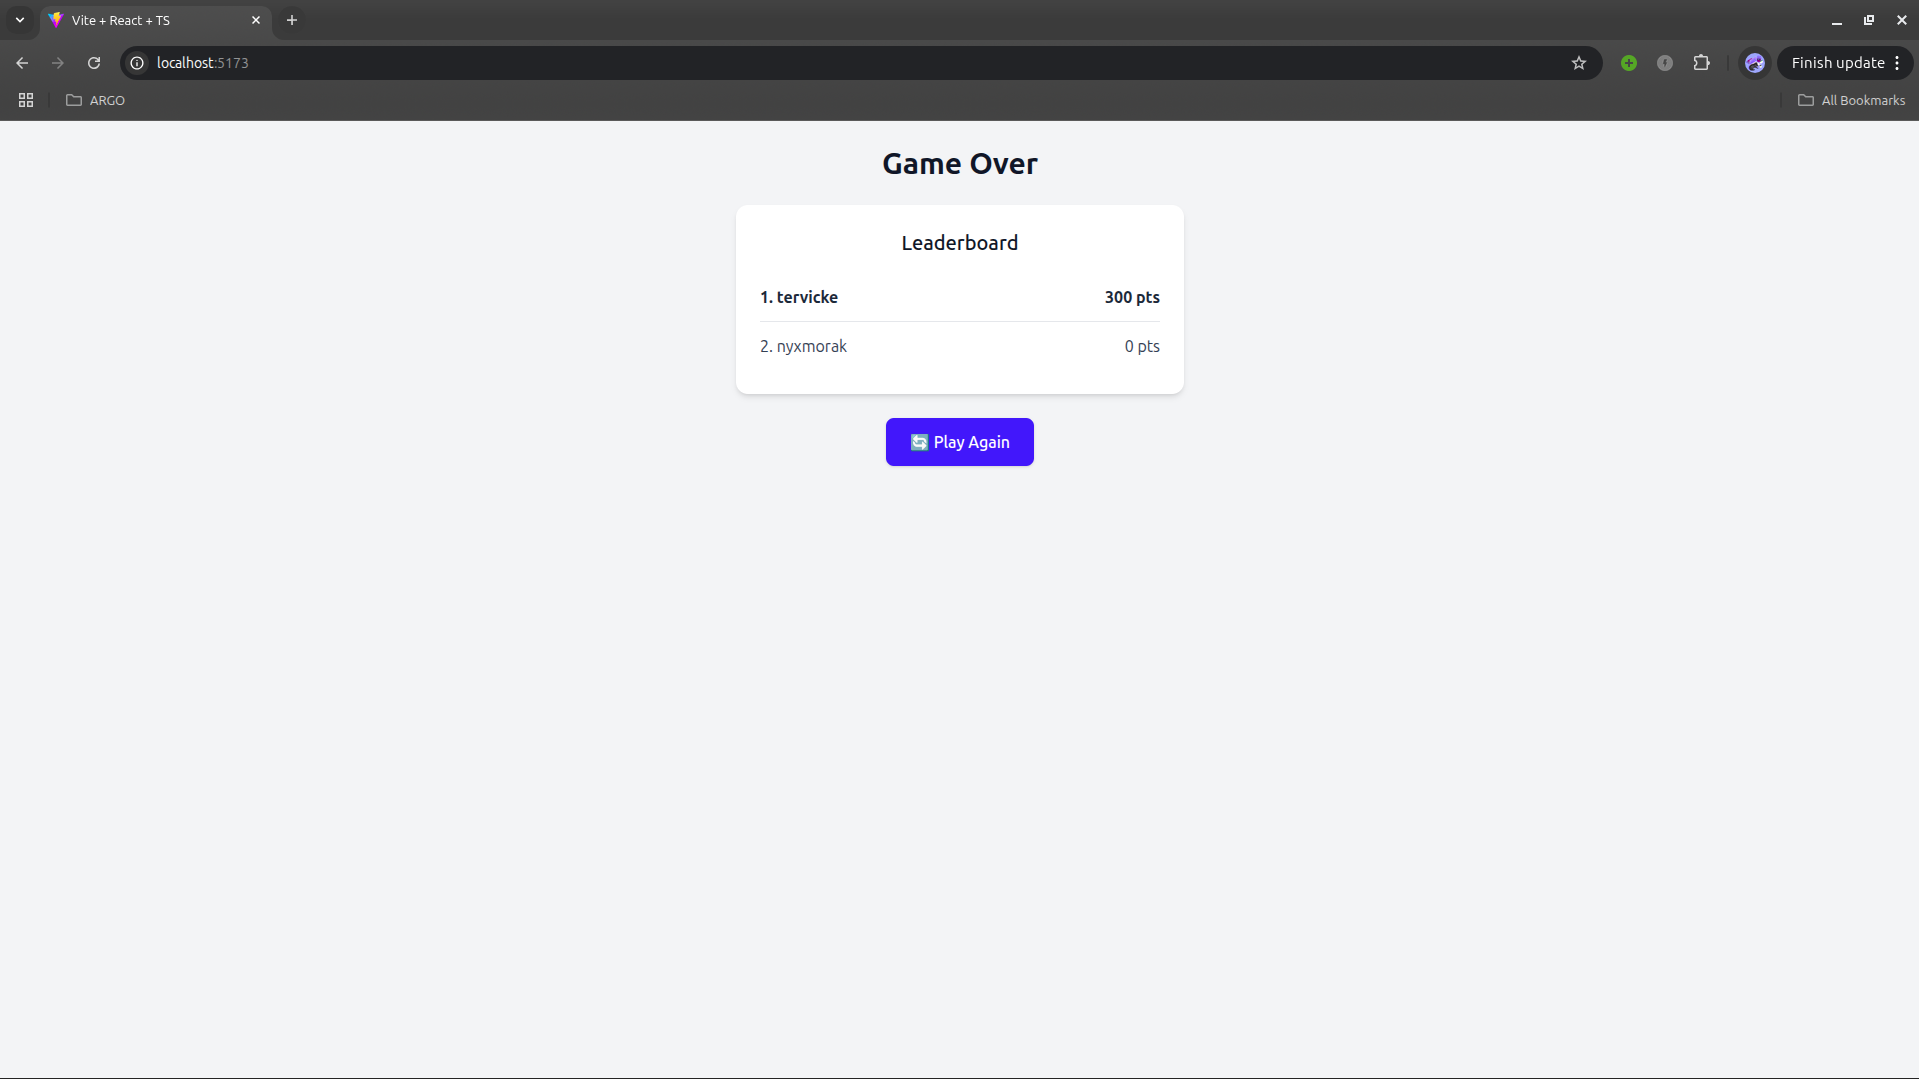 Vite + React + TS
localhost:5173
Finish update
ARGO
All Bookmarks
Game Over
Leaderboard
1. tervicke 300 pts
2. nyxmorak 0 pts
🔄 Play Again